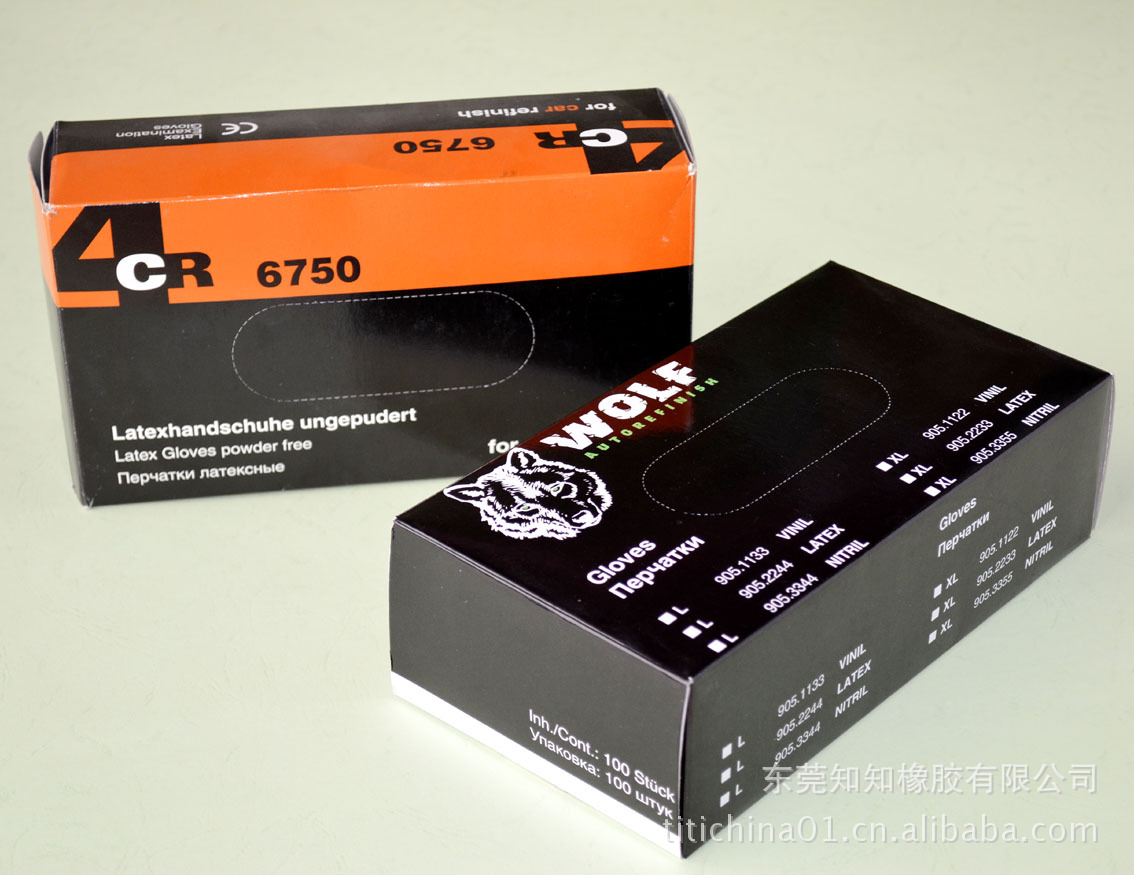 for car refinish
Latex
Examination
Gloves
CE
4CR
6750
4CR 6750
Latexhandschuhe ungepudert
Latex Gloves powder free
Перчатки латексные
for
WOLF
AUTOREFINISH
Gloves
Перчатки
L 905.1133 VINIL
L 905.2244 LATEX
L 905.3344 NITRIL
XL 905.1122 VINIL
XL 905.2233 LATEX
XL 905.3355 NITRIL
Gloves
Перчатки
XL 905.1122 VINIL
XL 905.2233 LATEX
XL 905.3355 NITRIL
L 905.1133 VINIL
L 905.2244 LATEX
L 905.3344 NITRIL
Inh./Cont.: 100 Stück
Упаковка: 100 штук
东莞知知橡胶有限公司
titichina01.cn.alibaba.com